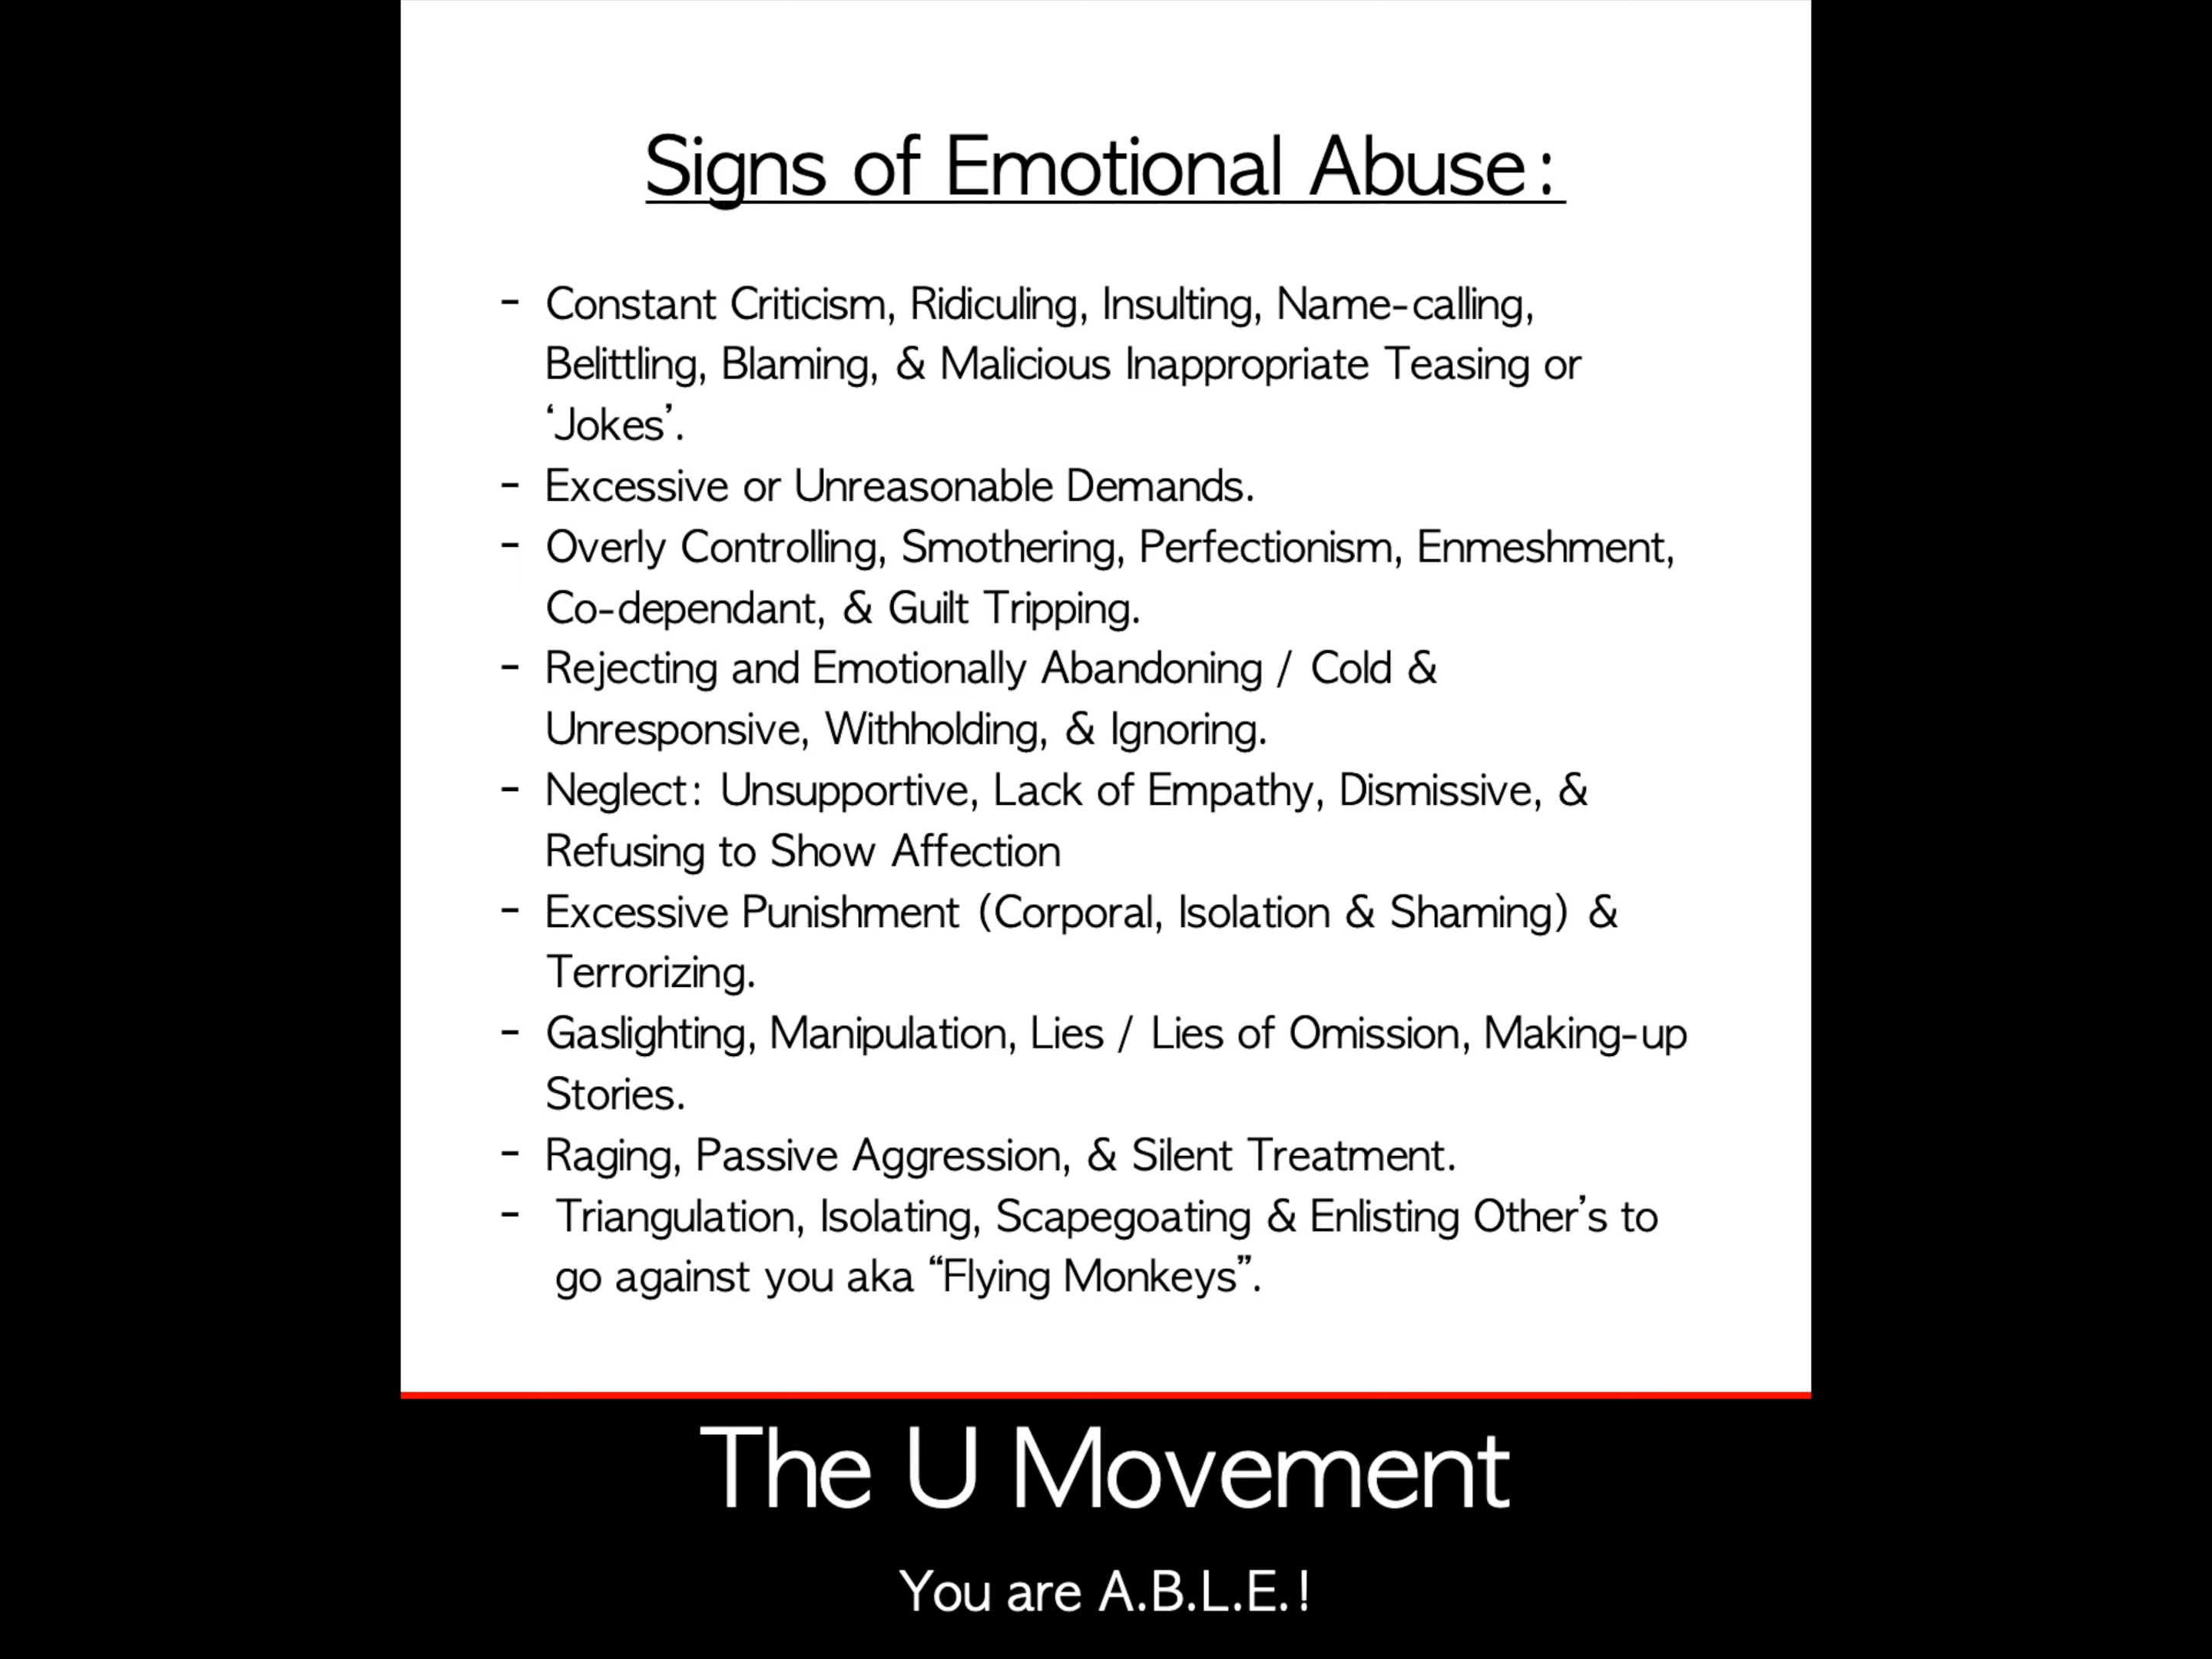 Signs of Emotional Abuse:
- Constant Criticism, Ridiculing, Insulting, Name-calling,
Belittling, Blaming, & Malicious Inappropriate Teasing or
‘Jokes’.
- Excessive or Unreasonable Demands.
- Overly Controlling, Smothering, Perfectionism, Enmeshment,
Co-dependant, & Guilt Tripping.
- Rejecting and Emotionally Abandoning / Cold &
Unresponsive, Withholding, & Ignoring.
- Neglect: Unsupportive, Lack of Empathy, Dismissive, &
Refusing to Show Affection
- Excessive Punishment (Corporal, Isolation & Shaming) &
Terrorizing.
- Gaslighting, Manipulation, Lies / Lies of Omission, Making-up
Stories.
- Raging, Passive Aggression, & Silent Treatment.
- Triangulation, Isolating, Scapegoating & Enlisting Other’s to
go against you aka “Flying Monkeys”.
The U Movement
You are A.B.L.E.!